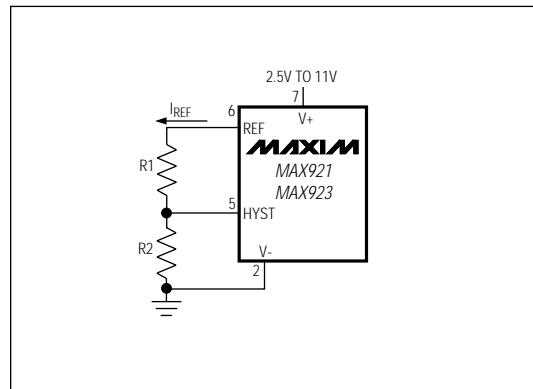 2.5V TO 11V
7
V+
IREF
6
REF
MAXIM
R1
MAX921
MAX923
5
HYST
R2
V-
2